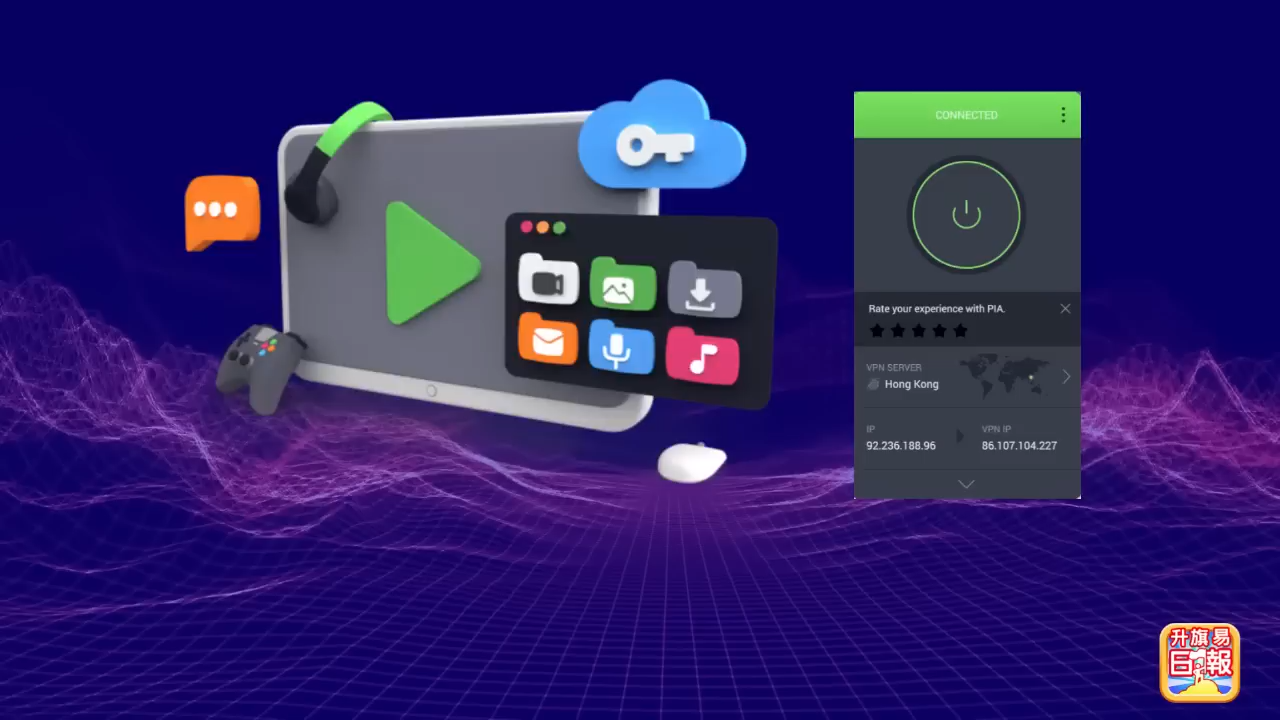 CONNECTED
Rate your experience with PIA.
VPN SERVER
Hong Kong
IP
92.236.188.96
VPN IP
86.107.104.227
升旗易
日報